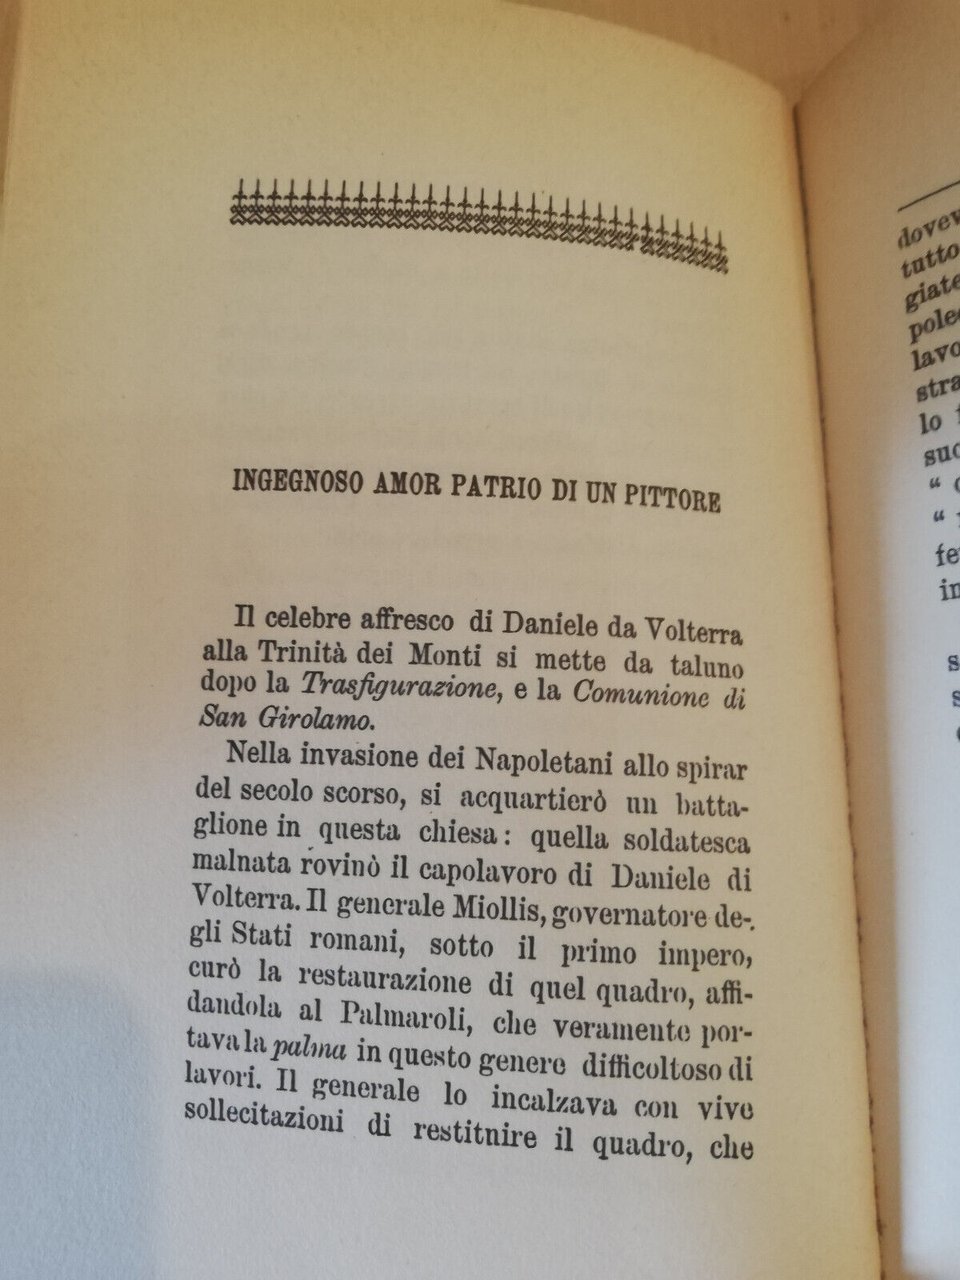 INGEGNOSO AMOR PATRIO DI UN PITTORE
Il celebre affresco di Daniele da Volterra
alla Trinità dei Monti si mette da taluno
dopo la Trasfigurazione, e la Comunione di
San Girolamo.
Nella invasione dei Napoletani allo spirar
del secolo scorso, si acquartierò un batta-
glione in questa chiesa: quella soldatesca
malnata rovinò il capolavoro di Daniele di
Volterra. Il generale Miollis, governatore de-
gli Stati romani, sotto il primo impero,
curò la restaurazione di quel quadro, affi-
dandola al Palmaroli, che veramente por-
tava la palma in questo genere difficoltoso di
lavori. Il generale lo incalzava con vive
sollecitazioni di restitnire il quadro, che
tutto
lo
“
“